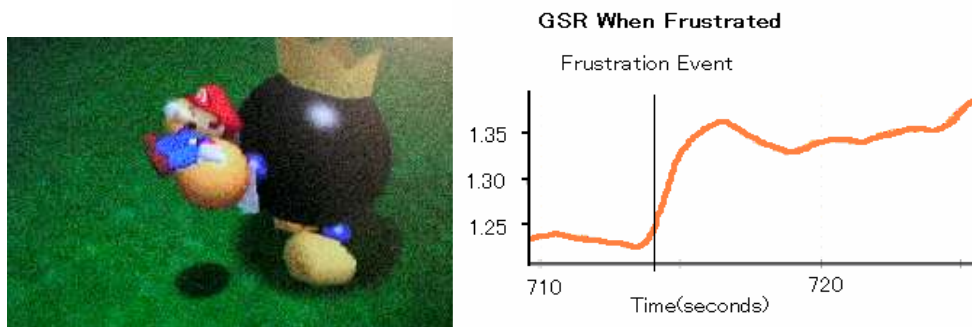 GSR When Frustrated
Frustration Event
1.35
1.30
1.25
710
720
Time(seconds)